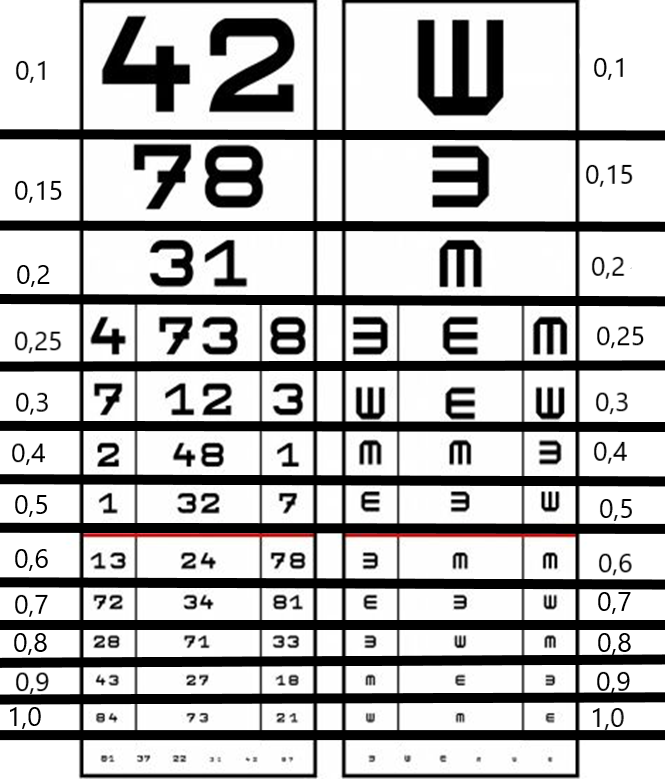 0,1 42 W 0,1
0,15 78 Ǝ 0,15
0,2 31 M 0,2
0,25 4 73 8 Ǝ E M 0,25
0,3 7 12 3 W E W 0,3
0,4 2 48 1 M M Ǝ 0,4
0,5 1 32 7 E Ǝ W 0,5
0,6 13 24 78 Ǝ M M 0,6
0,7 72 34 81 E Ǝ W 0,7
0,8 28 71 33 Ǝ W M 0,8
0,9 43 27 18 M E Ǝ 0,9
1,0 84 73 21 W M E 1,0
37 22